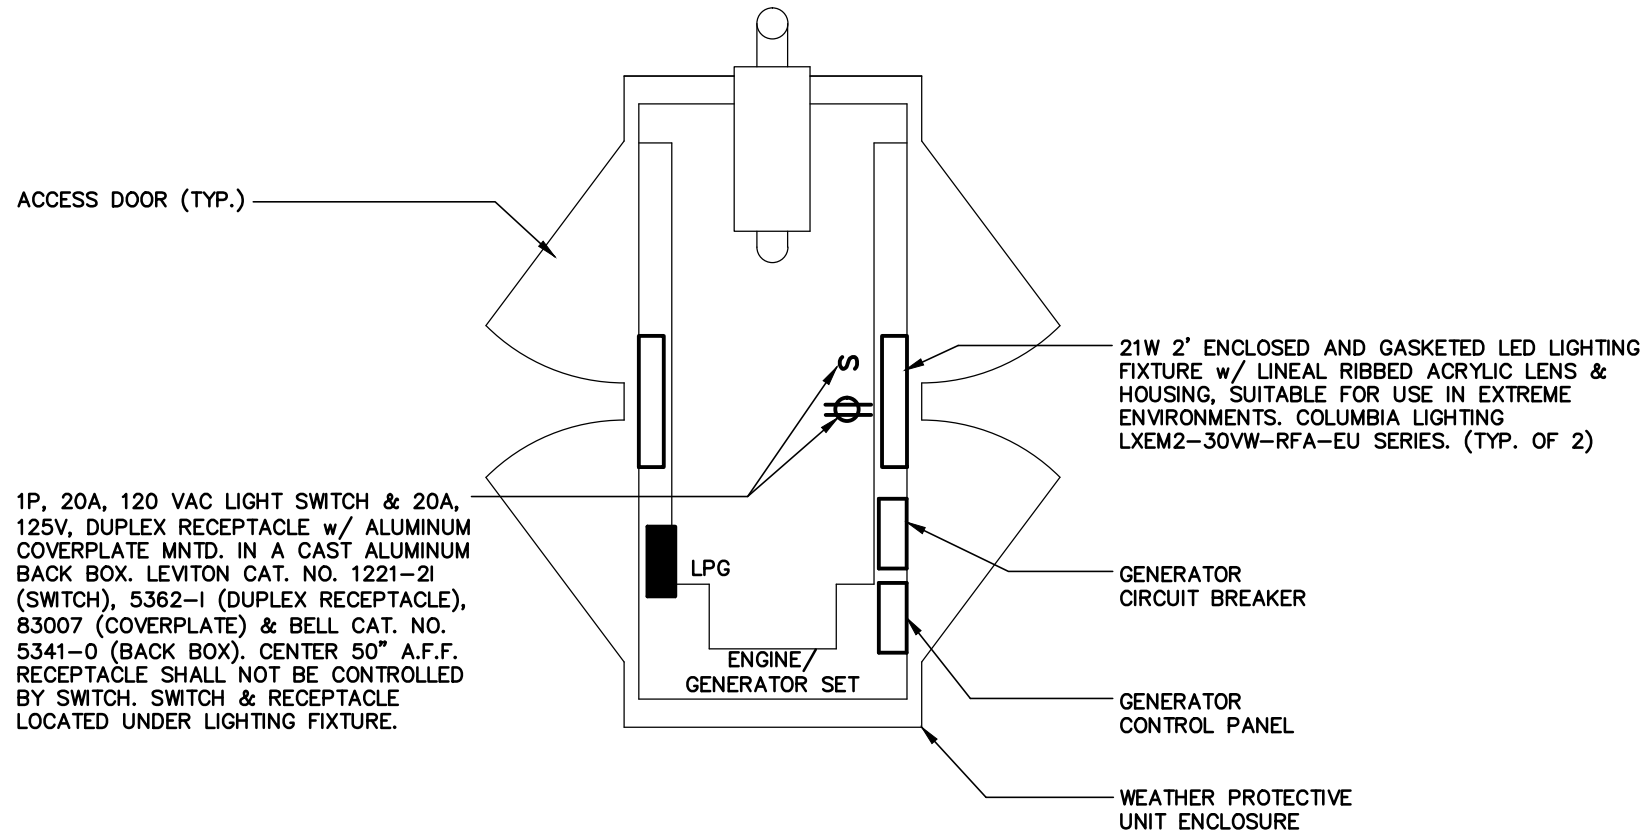 ACCESS DOOR (TYP.)
1P, 20A, 120 VAC LIGHT SWITCH & 20A,
125V, DUPLEX RECEPTACLE w/ ALUMINUM
COVERPLATE MNTD. IN A CAST ALUMINUM
BACK BOX. LEVITON CAT. NO. 1221-2I
(SWITCH), 5362-I (DUPLEX RECEPTACLE),
83007 (COVERPLATE) & BELL CAT. NO.
5341-0 (BACK BOX). CENTER 50" A.F.F.
RECEPTACLE SHALL NOT BE CONTROLLED
BY SWITCH. SWITCH & RECEPTACLE
LOCATED UNDER LIGHTING FIXTURE.
S
LPG
ENGINE/
GENERATOR SET
21W 2' ENCLOSED AND GASKETED LED LIGHTING
FIXTURE w/ LINEAL RIBBED ACRYLIC LENS &
HOUSING, SUITABLE FOR USE IN EXTREME
ENVIRONMENTS. COLUMBIA LIGHTING
LXEM2-30VW-RFA-EU SERIES. (TYP. OF 2)
GENERATOR
CIRCUIT BREAKER
GENERATOR
CONTROL PANEL
WEATHER PROTECTIVE
UNIT ENCLOSURE